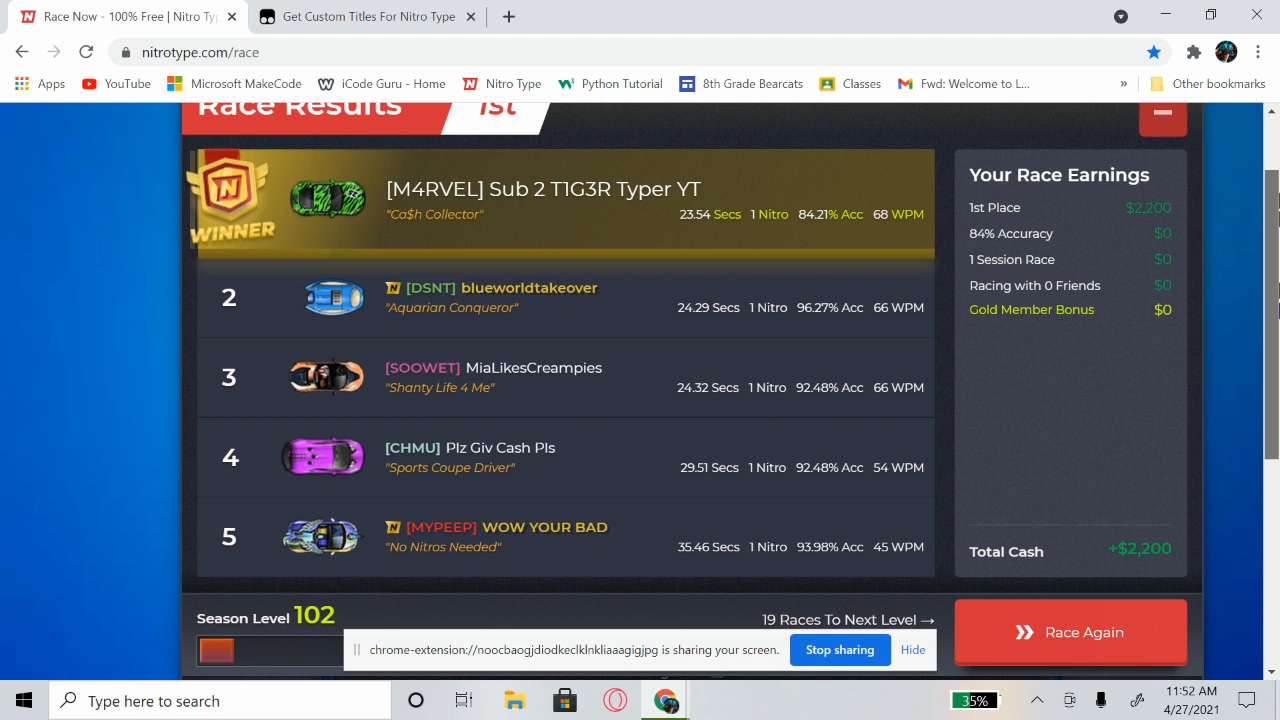 Race Now - 100% Free | Nitro Typ
Get Custom Titles For Nitro Type
nitrotype.com/race
Apps
YouTube
Microsoft MakeCode
iCode Guru - Home
Nitro Type
Python Tutorial
8th Grade Bearcats
Classes
Fwd: Welcome to L...
»
Other bookmarks
Race Results
1st
WINNER
[M4RVEL] Sub 2 T1G3R Typer YT
"Ca$h Collector"
23.54 Secs 1 Nitro 84.21% Acc 68 WPM
2
[DSNT] blueworldtakeover
"Aquarian Conqueror"
24.29 Secs 1 Nitro 96.27% Acc 66 WPM
3
[SOOWET] MiaLikesCreampies
"Shanty Life 4 Me"
24.32 Secs 1 Nitro 92.48% Acc 66 WPM
4
[CHMU] Plz Giv Cash Pls
"Sports Coupe Driver"
29.51 Secs 1 Nitro 92.48% Acc 54 WPM
5
[MYPEEP] WOW YOUR BAD
"No Nitros Needed"
35.46 Secs 1 Nitro 93.98% Acc 45 WPM
Your Race Earnings
1st Place $2,200
84% Accuracy $0
1 Session Race $0
Racing with 0 Friends $0
Gold Member Bonus $0
Total Cash +$2,200
Season Level 102
19 Races To Next Level →
Race Again
chrome-extension://noocbaogjdiodkeclklnkliaaagigjpg is sharing your screen.
Stop sharing
Hide
Type here to search
35%
11:52 AM
4/27/2021